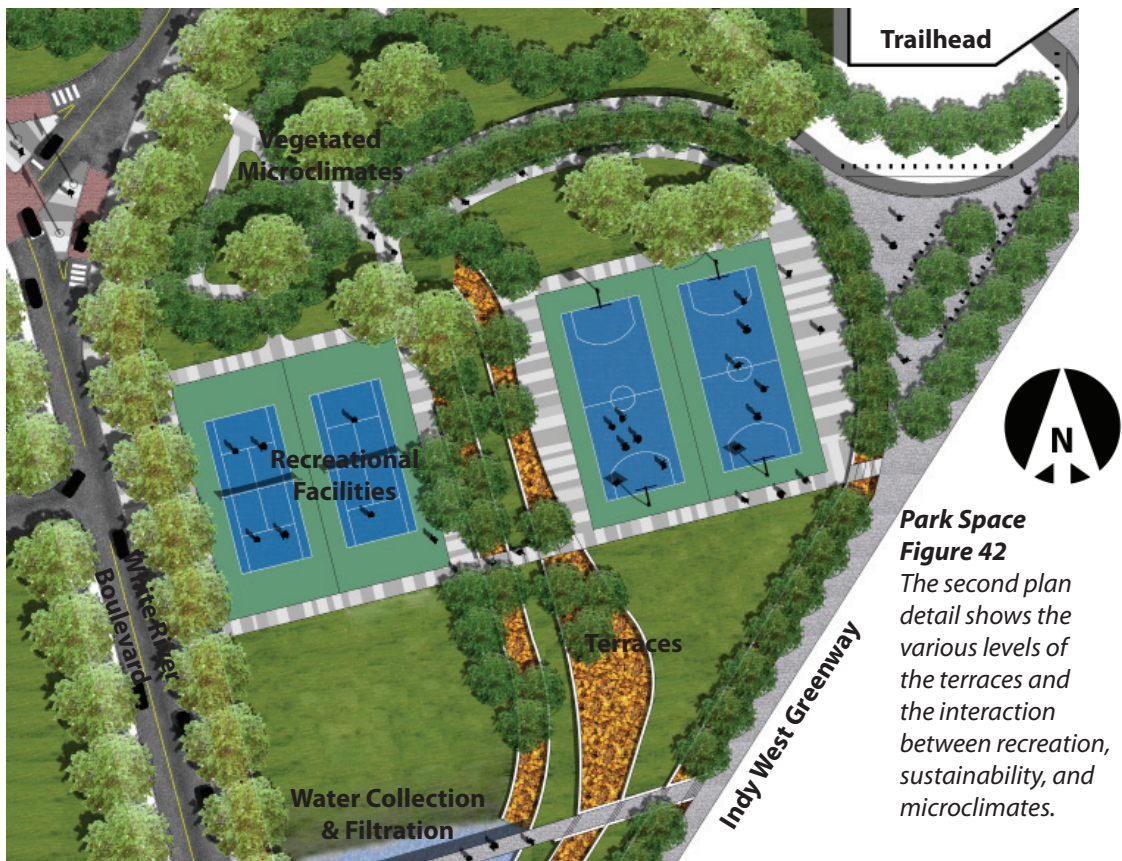 Trailhead
Vegetated
Microclimates
Recreational
Facilities
White River
Boulevard
Terraces
Water Collection
& Filtration
Indy West Greenway
N
Park Space
Figure 42
The second plan
detail shows the
various levels of
the terraces and
the interaction
between recreation,
sustainability, and
microclimates.